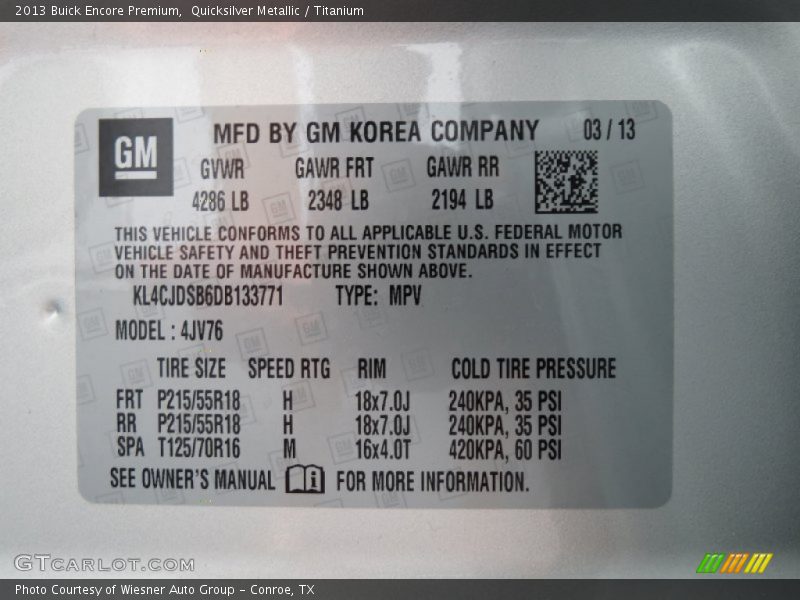 2013 Buick Encore Premium,  Quicksilver Metallic / Titanium
GM MFD BY GM KOREA COMPANY 03 / 13
GVWR GAWR FRT GAWR RR
4286 LB 2348 LB 2194 LB
THIS VEHICLE CONFORMS TO ALL APPLICABLE U.S. FEDERAL MOTOR
VEHICLE SAFETY AND THEFT PREVENTION STANDARDS IN EFFECT
ON THE DATE OF MANUFACTURE SHOWN ABOVE.
KL4CJDSB6DB133771 TYPE: MPV
MODEL : 4JV76
TIRE SIZE SPEED RTG RIM COLD TIRE PRESSURE
FRT P215/55R18 H 18x7.0J 240KPA, 35 PSI
RR P215/55R18 H 18x7.0J 240KPA, 35 PSI
SPA T125/70R16 M 16x4.0T 420KPA, 60 PSI
SEE OWNER'S MANUAL FOR MORE INFORMATION.
GTCARLOT.COM
Photo Courtesy of Wiesner Auto Group – Conroe, TX